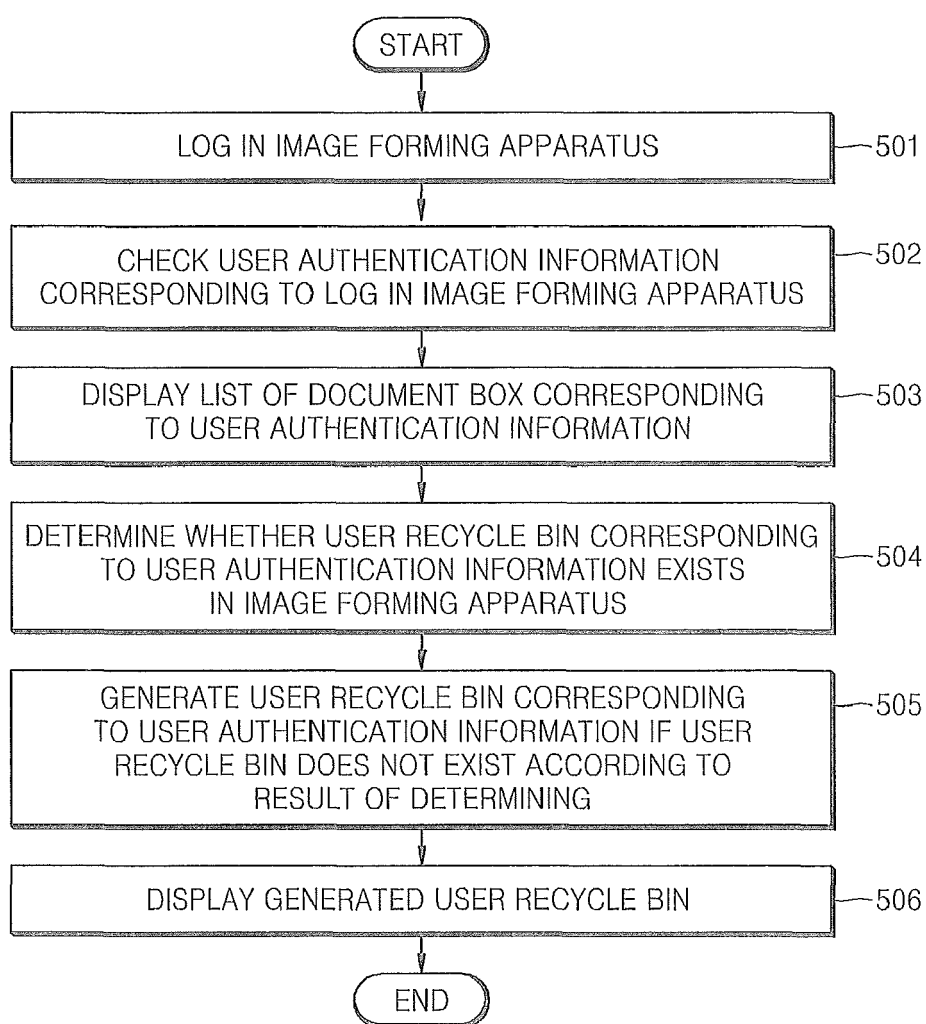 START
LOG IN IMAGE FORMING APPARATUS
501
CHECK USER AUTHENTICATION INFORMATION
CORRESPONDING TO LOG IN IMAGE FORMING APPARATUS
502
DISPLAY LIST OF DOCUMENT BOX CORRESPONDING
TO USER AUTHENTICATION INFORMATION
503
DETERMINE WHETHER USER RECYCLE BIN CORRESPONDING
TO USER AUTHENTICATION INFORMATION EXISTS
IN IMAGE FORMING APPARATUS
504
GENERATE USER RECYCLE BIN CORRESPONDING
TO USER AUTHENTICATION INFORMATION IF USER
RECYCLE BIN DOES NOT EXIST ACCORDING TO
RESULT OF DETERMINING
505
DISPLAY GENERATED USER RECYCLE BIN
506
END